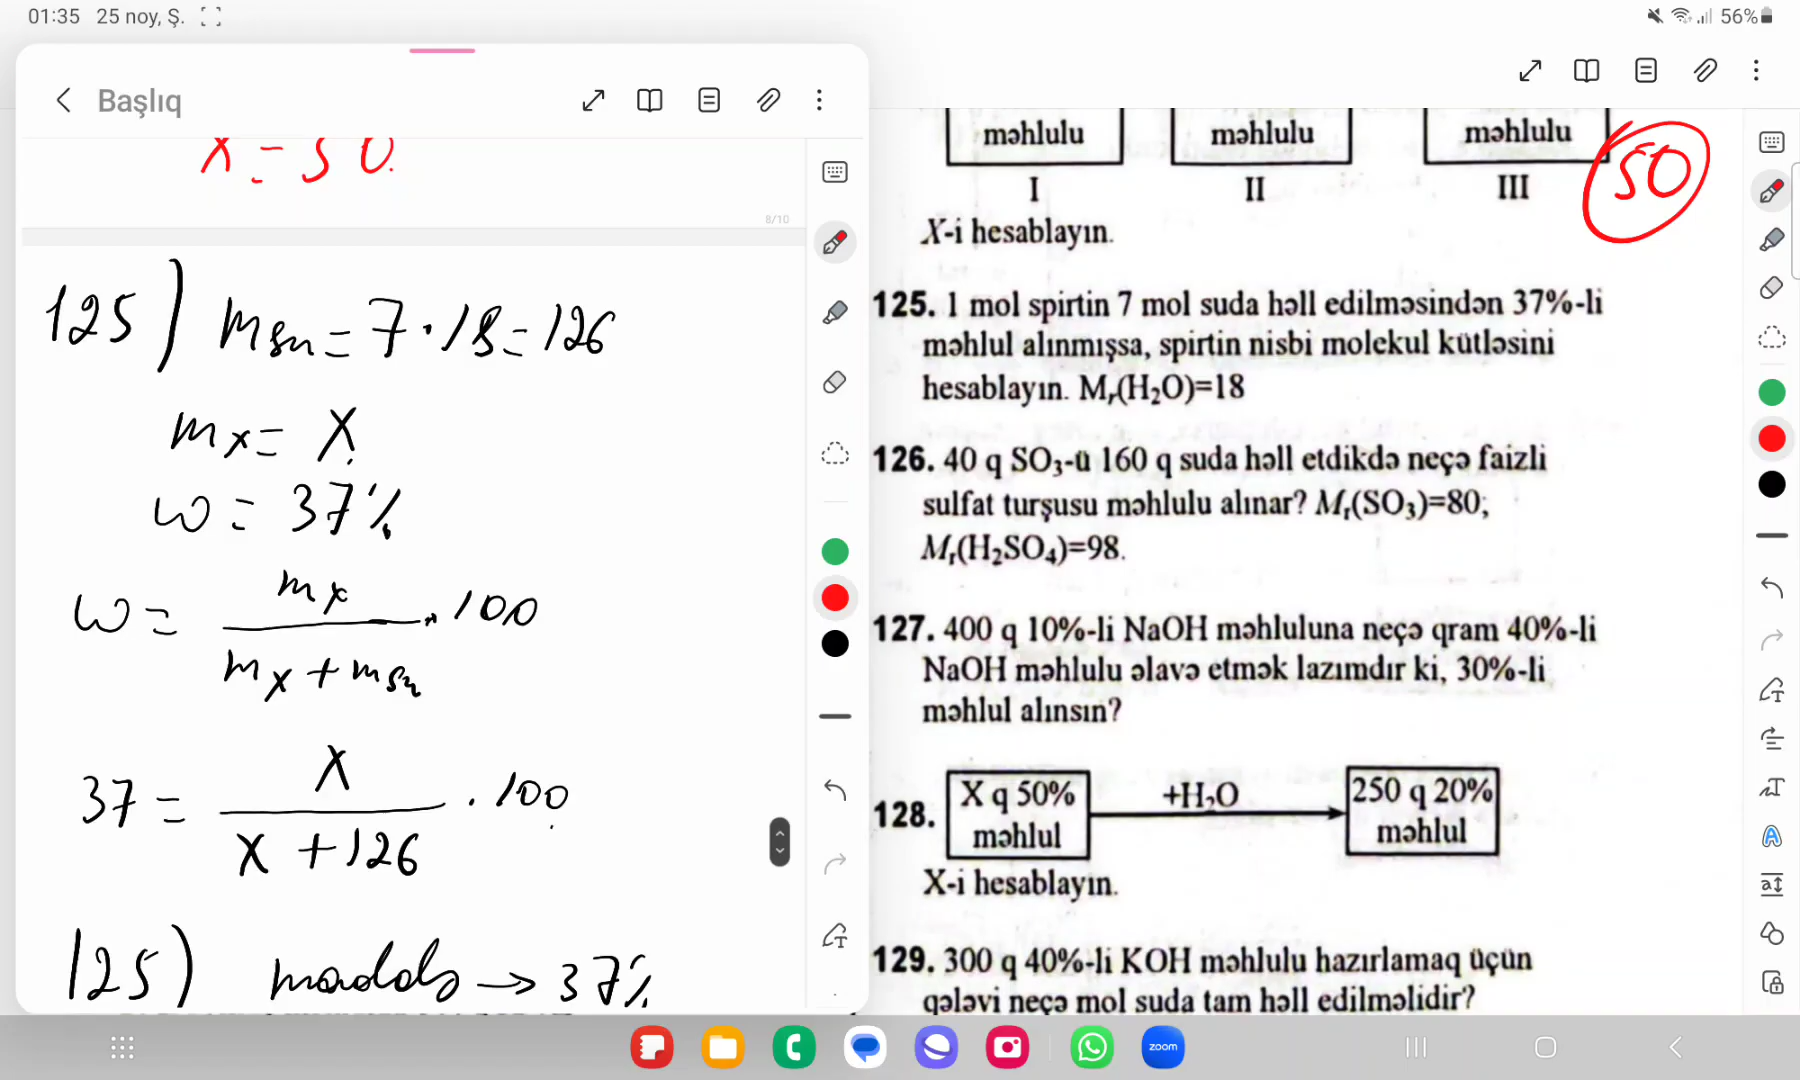 01:35 25 noy, Ş.
56%
Başlıq
x = 50.
8/10
125) msu = 7 · 18 = 126
mx = X
ω = 37%
ω = mx / mx + msu · 100
37 = X / X + 126 · 100
125) maddə → 37%
məhlulu məhlulu məhlulu
I II III
50
X-i hesablayın.
125. 1 mol spirtin 7 mol suda həll edilməsindən 37%-li
məhlul alınmışsa, spirtin nisbi molekul kütləsini
hesablayın. Mr(H2O)=18
126. 40 q SO3-ü 160 q suda həll etdikdə neçə faizli
sulfat turşusu məhlulu alınar? Mr(SO3)=80;
Mr(H2SO4)=98.
127. 400 q 10%-li NaOH məhluluna neçə qram 40%-li
NaOH məhlulu əlavə etmək lazımdır ki, 30%-li
məhlul alınsın?
128. X q 50% məhlul +H2O 250 q 20% məhlul
X-i hesablayın.
129. 300 q 40%-li KOH məhlulu hazırlamaq üçün
qələvi neçə mol suda tam həll edilməlidir?
zoom